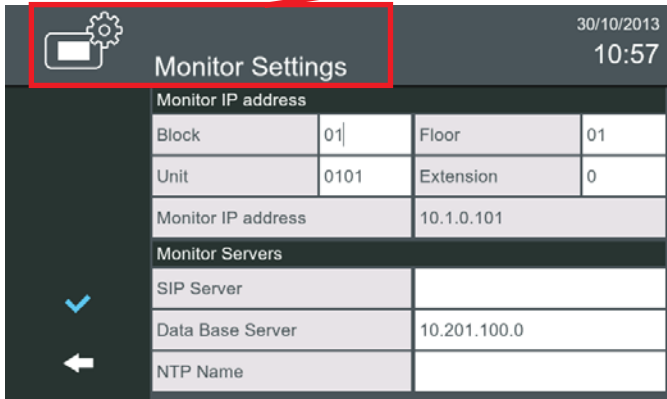 30/10/2013
Monitor Settings 10:57
Monitor IP address
Block 01 Floor 01
Unit 0101 Extension 0
Monitor IP address 10.1.0.101
Monitor Servers
SIP Server
Data Base Server 10.201.100.0
NTP Name